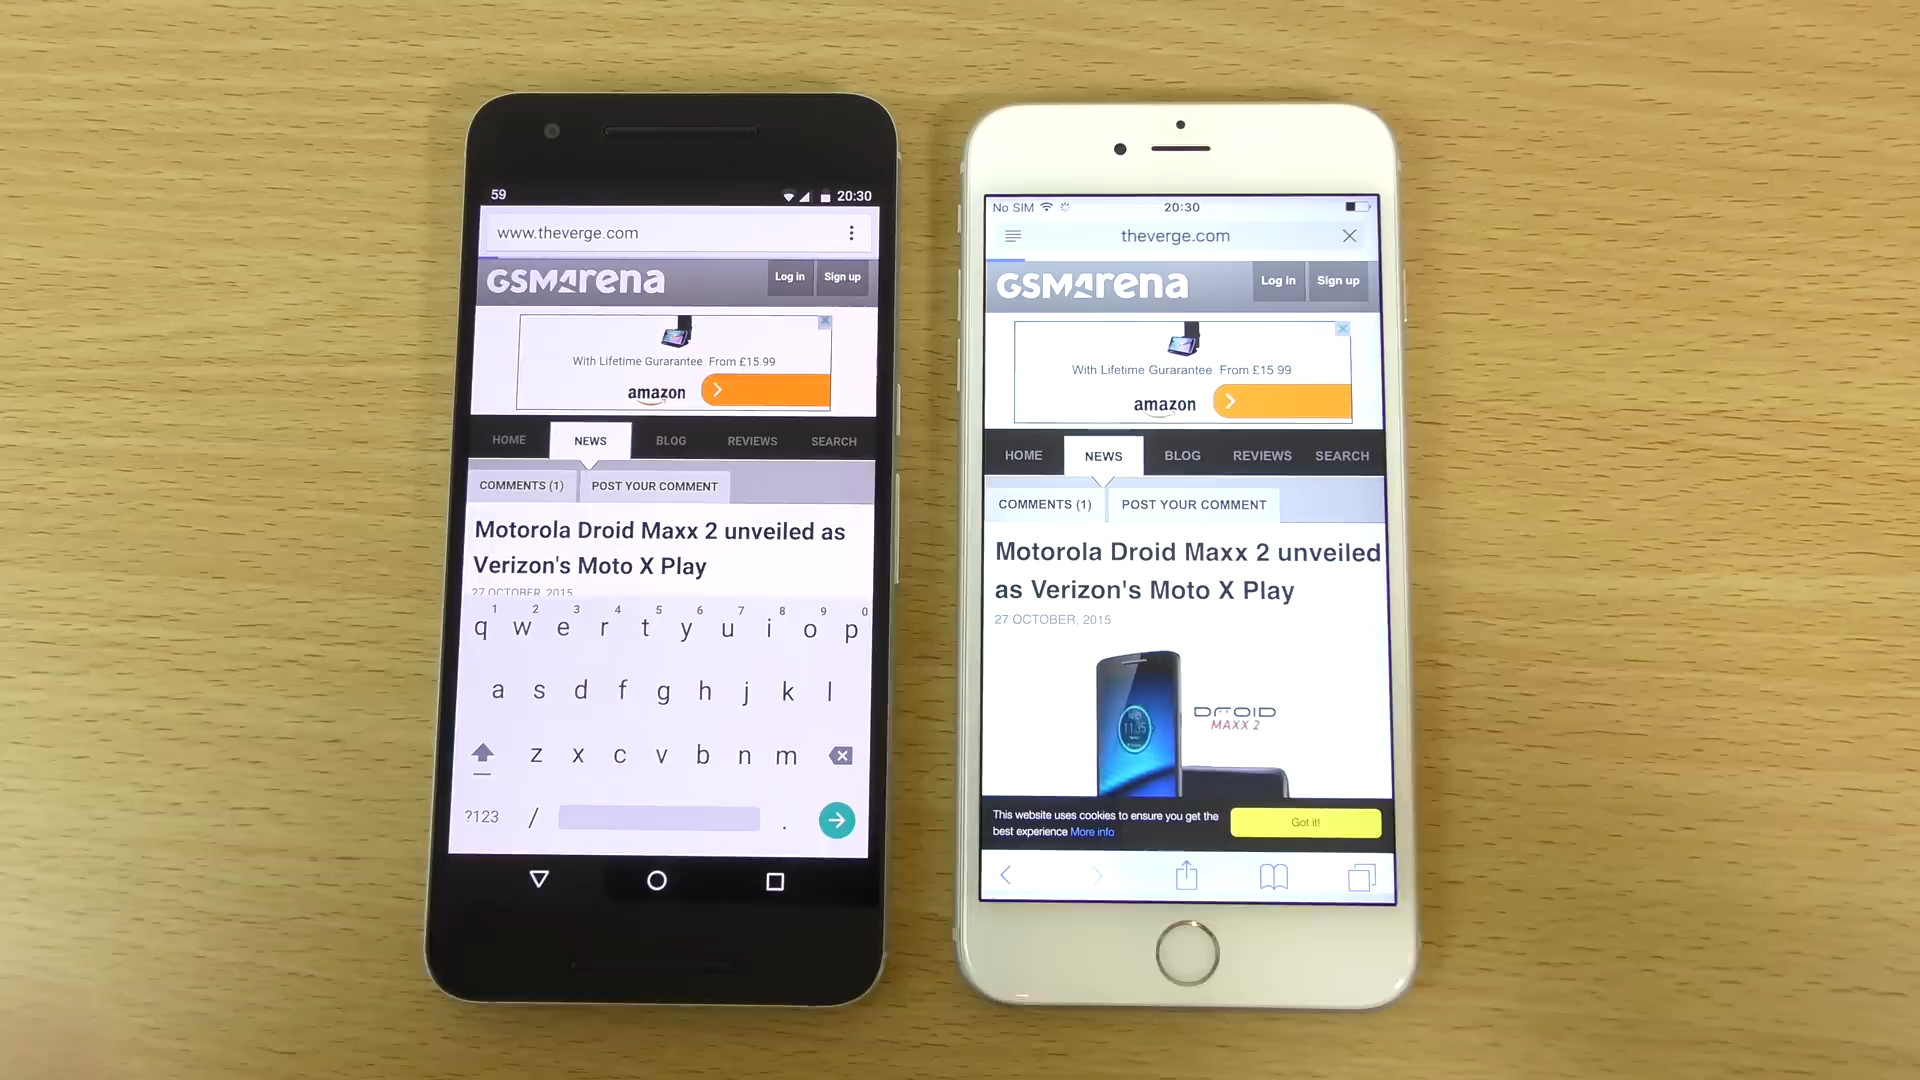 59
20:30
www.theverge.com
GSMArena
Log in
Sign up
With Lifetime Gurarantee. From £15.99
amazon
HOME
NEWS
BLOG
REVIEWS
SEARCH
COMMENTS (1)
POST YOUR COMMENT
Motorola Droid Maxx 2 unveiled as
Verizon's Moto X Play
27 OCTOBER, 2015
1 2 3 4 5 6 7 8 9 0
q w e r t y u i o p
a s d f g h j k l
z x c v b n m
?123 / .
No SIM
20:30
theverge.com
GSMArena
Log in
Sign up
With Lifetime Gurarantee From £15 99
amazon
HOME
NEWS
BLOG
REVIEWS
SEARCH
COMMENTS (1)
POST YOUR COMMENT
Motorola Droid Maxx 2 unveiled
as Verizon's Moto X Play
27 OCTOBER, 2015
11:35
DROID
MAXX 2
This website uses cookies to ensure you get the
best experience More info
Got it!